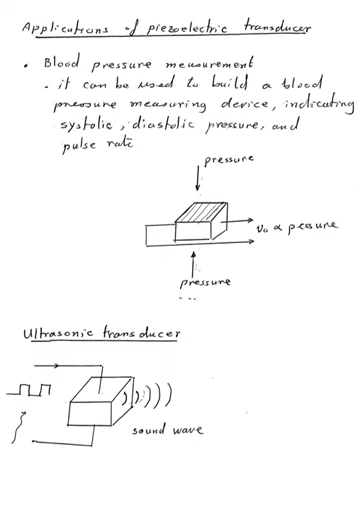 Applications of piezoelectric transducer
• Blood pressure measurement
- it can be used to build a blood
pressure measuring device, indicating
systolic, diastolic pressure, and
pulse rate
pressure
v₀ α pessure
pressure
...
Ultrasonic transducer
sound wave